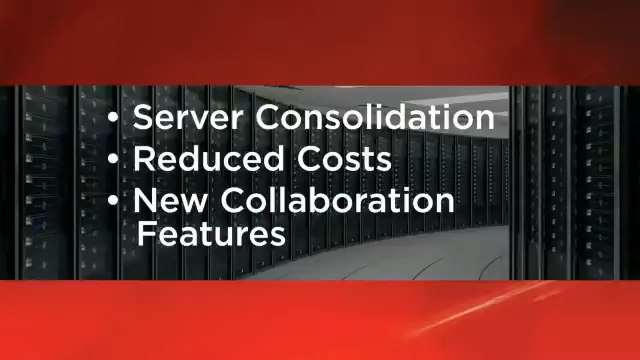 • Server Consolidation
• Reduced Costs
• New Collaboration
Features